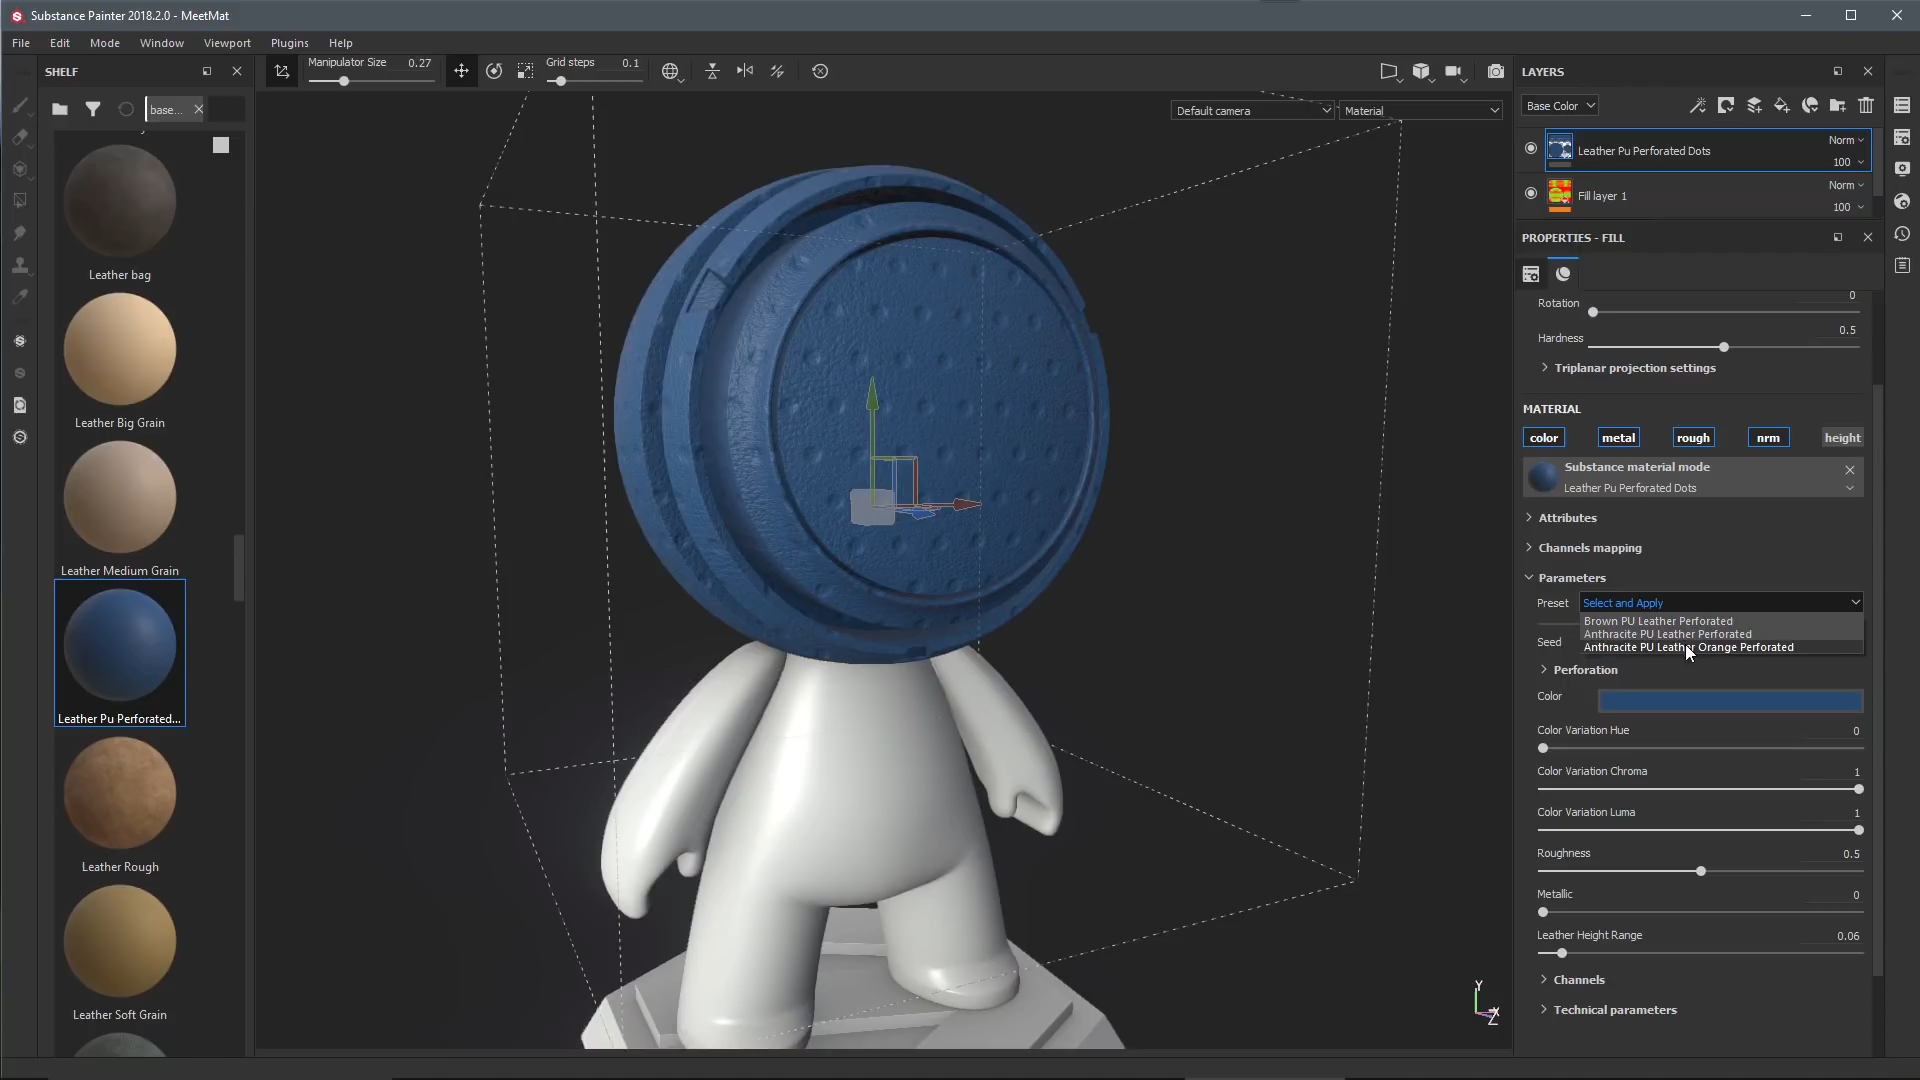 Substance Painter 2018.2.0 - MeetMat
File Edit Mode Window Viewport Plugins Help
SHELF
Manipulator Size 0.27
Grid steps 0.1
base...
Default camera
Material
Leather bag
Leather Big Grain
Leather Medium Grain
Leather Pu Perforated...
Leather Rough
Leather Soft Grain
Y
Z
LAYERS
Base Color
Leather Pu Perforated Dots
Norm
100
Fill layer 1
Norm
100
PROPERTIES - FILL
Rotation 0
Hardness 0.5
Triplanar projection settings
MATERIAL
color metal rough nrm height
Substance material mode
Leather Pu Perforated Dots
Attributes
Channels mapping
Parameters
Preset Select and Apply
Brown PU Leather Perforated
Anthracite PU Leather Perforated
Seed
Anthracite PU Leather Orange Perforated
Perforation
Color
Color Variation Hue 0
Color Variation Chroma 1
Color Variation Luma 1
Roughness 0.5
Metallic 0
Leather Height Range 0.06
Channels
Technical parameters